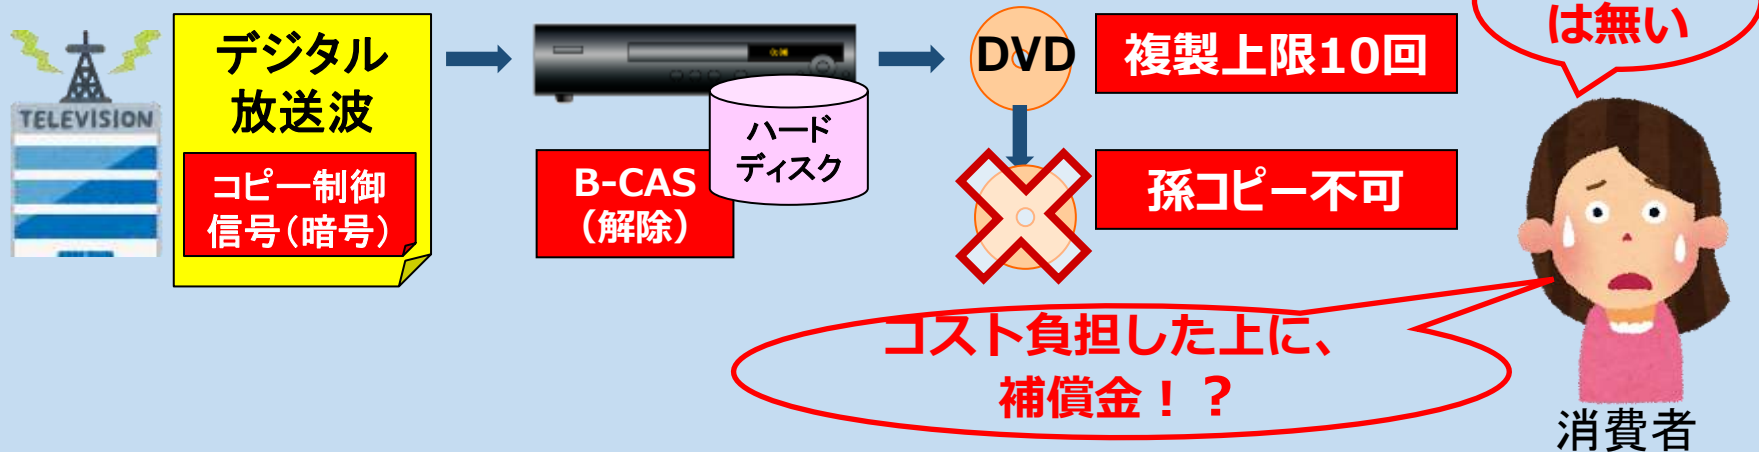 は無い
TELEVISION
デジタル
放送波
コピー制御
信号（暗号）
B-CAS
（解除）
ハード
ディスク
DVD
複製上限10回
孫コピー不可
コスト負担した上に、
補償金！？
消費者